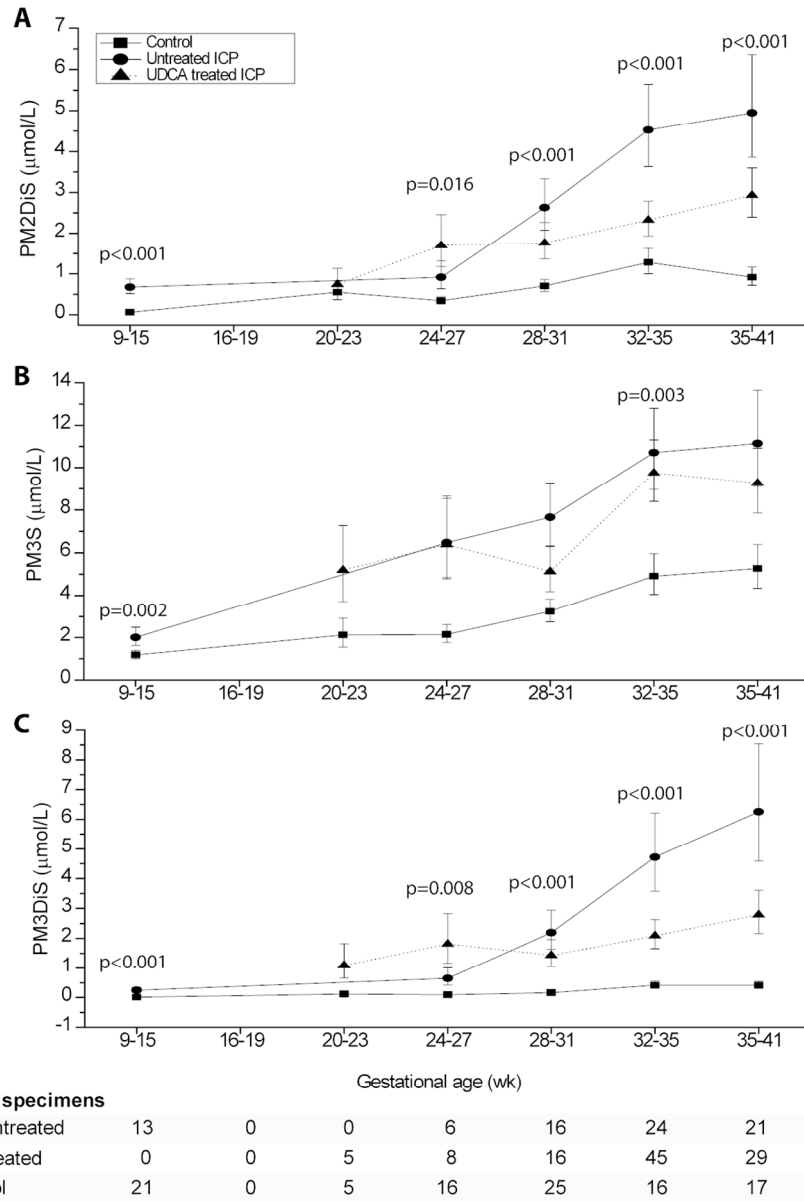 A
7
6
5
4
3
2
1
0
PM2DiS (μmol/L)
Control
Untreated ICP
UDCA treated ICP
p<0.001
p=0.016
p<0.001
p<0.001
p<0.001
9-15 16-19 20-23 24-27 28-31 32-35 35-41
B
14
12
10
8
6
4
2
0
PM3S (μmol/L)
p=0.002
p=0.003
9-15 16-19 20-23 24-27 28-31 32-35 35-41
C
9
8
7
6
5
4
3
2
1
0
-1
PM3DiS (μmol/L)
p<0.001
p=0.008
p<0.001
p<0.001
p<0.001
9-15 16-19 20-23 24-27 28-31 32-35 35-41
Gestational age (wk)
specimens
ntreated 13 0 0 6 16 24 21
eated 0 0 5 8 16 45 29
ol 21 0 5 16 25 16 17